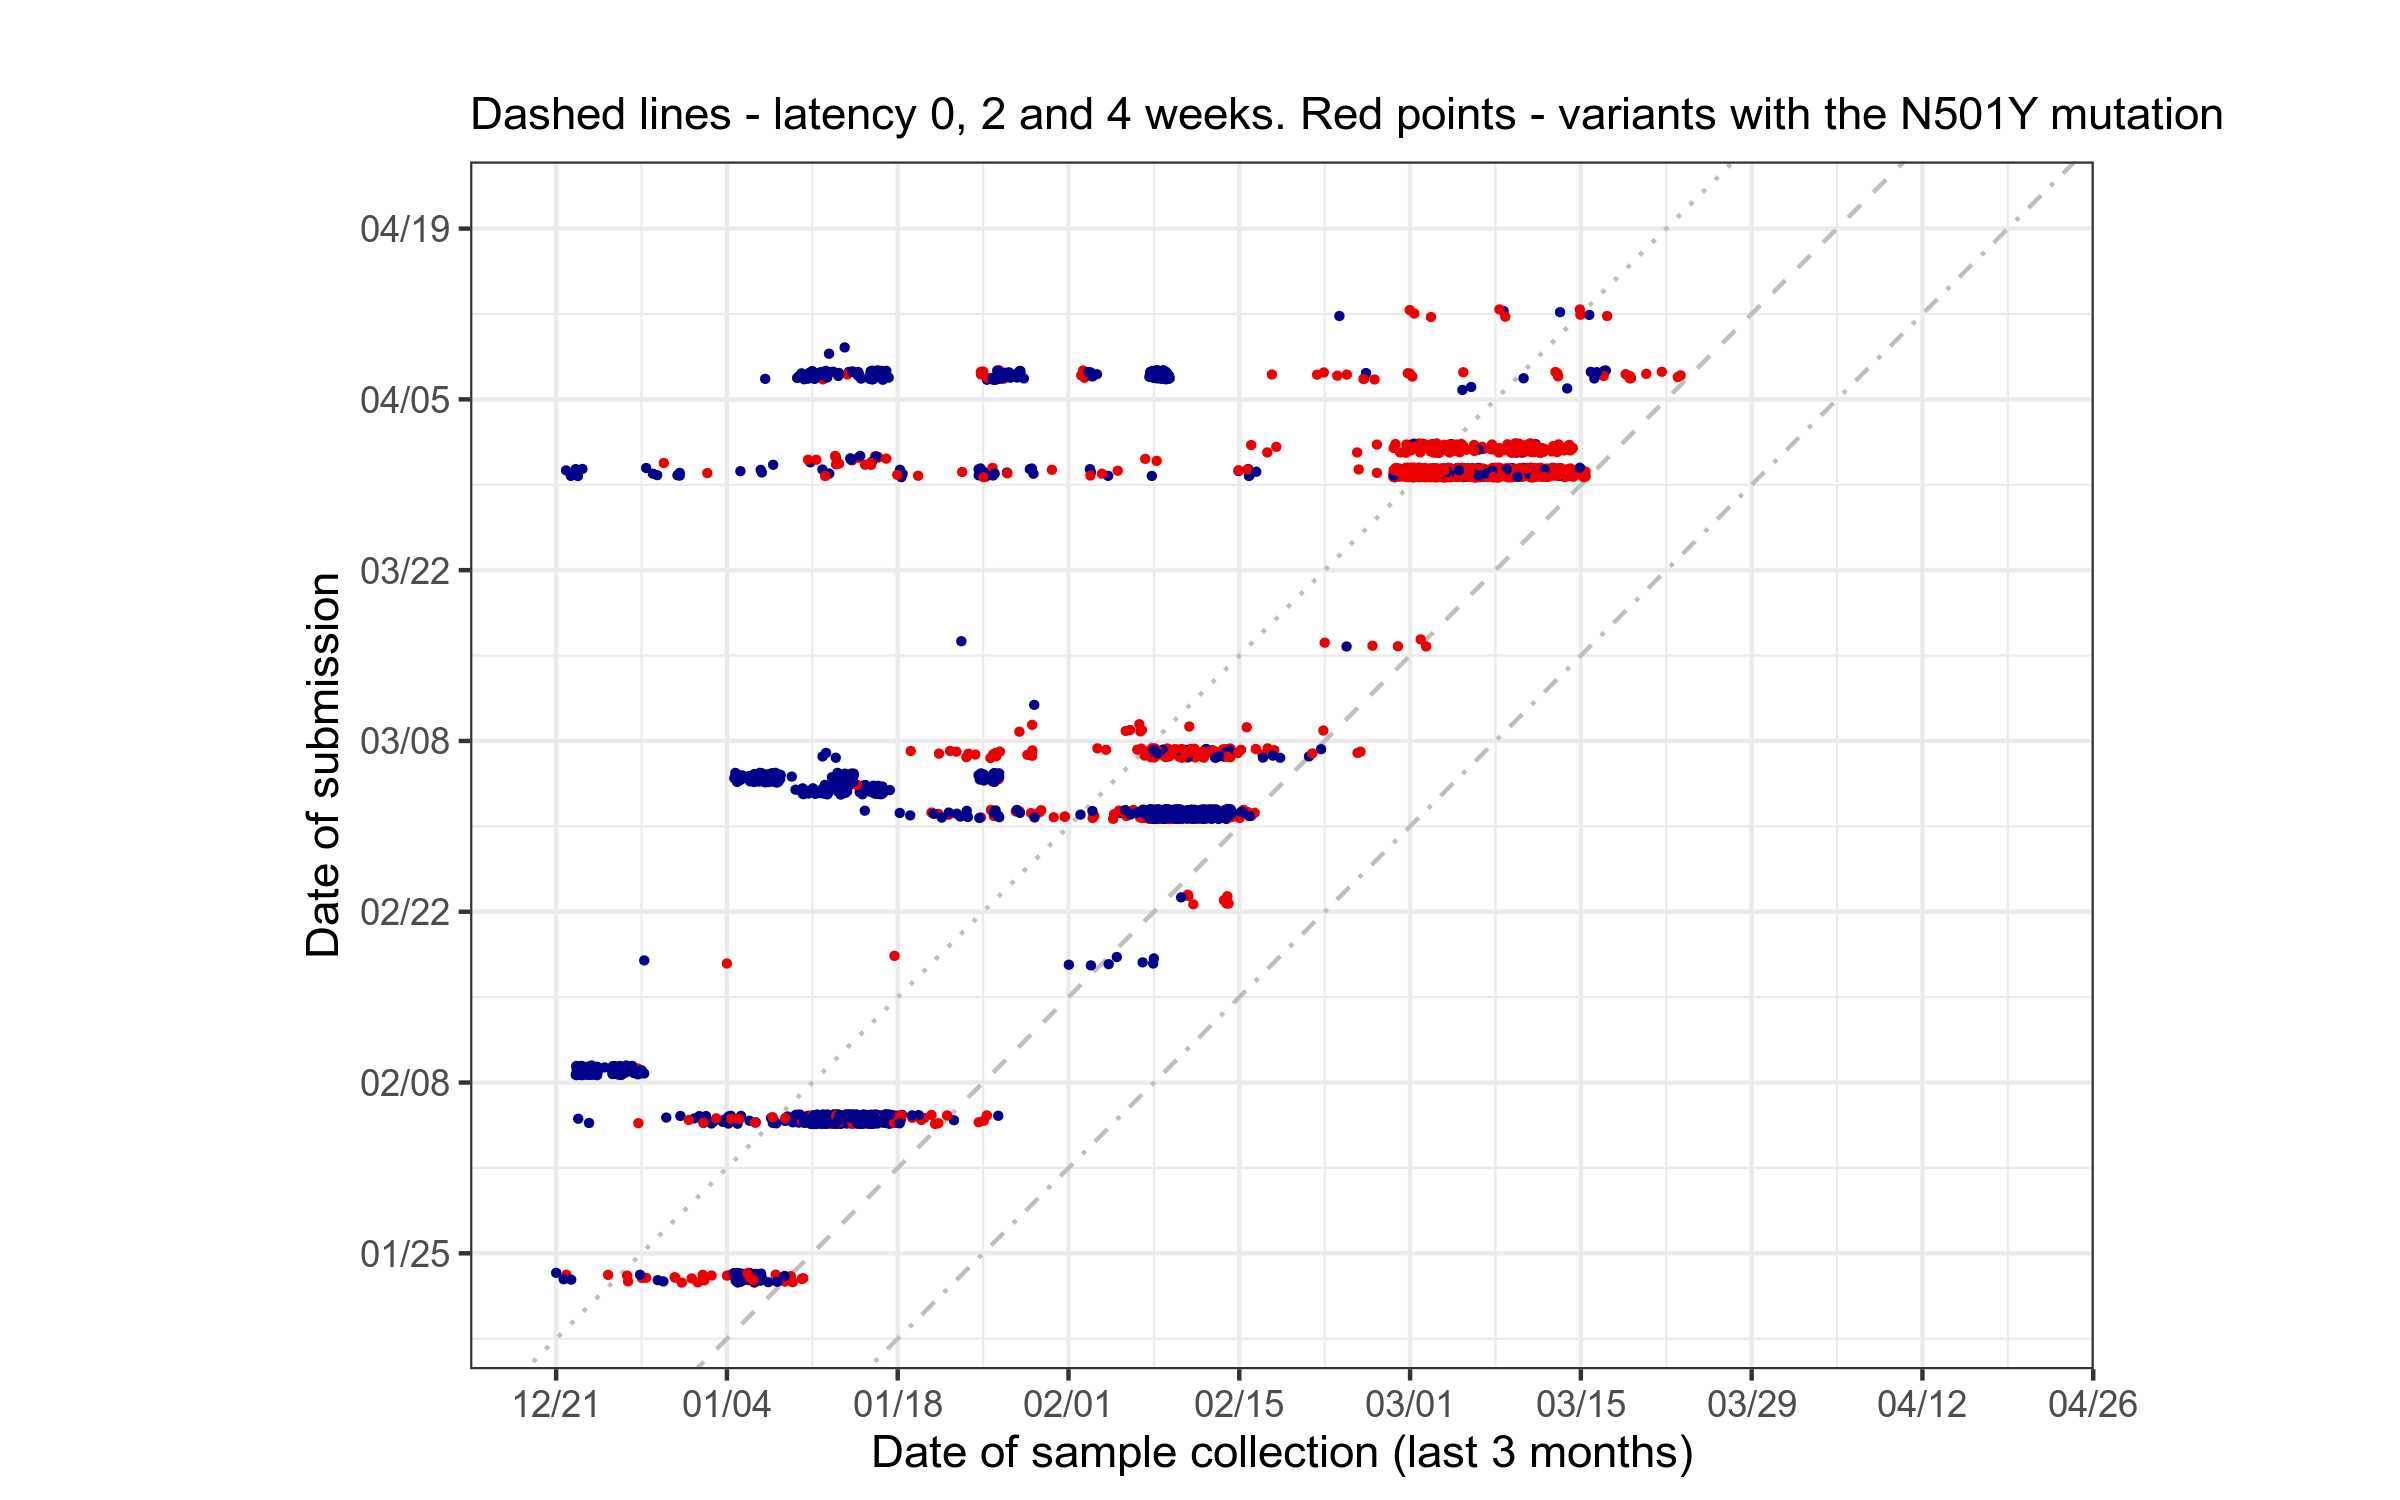 Dashed lines - latency 0, 2 and 4 weeks. Red points - variants with the N501Y mutation
04/19
04/05
03/22
03/08
02/22
02/08
01/25
Date of submission
12/21 01/04 01/18 02/01 02/15 03/01 03/15 03/29 04/12 04/26
Date of sample collection (last 3 months)